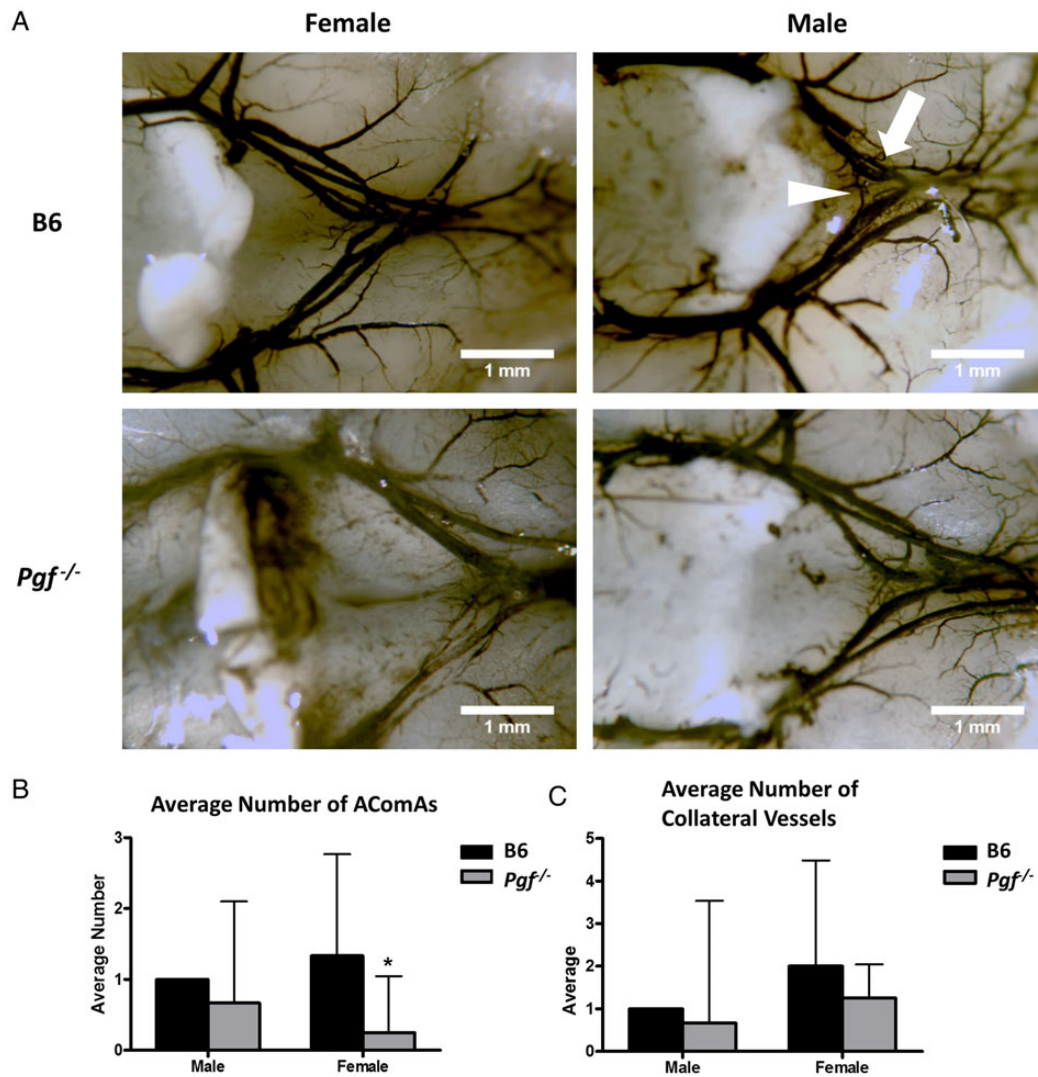 A
Female
Male
B6
1 mm
1 mm
Pgf -/-
1 mm
1 mm
B
Average Number of AComAs
Average Number
3
2
1
0
*
Male
Female
B6
Pgf-/-
C
Average Number of
Collateral Vessels
Average
5
4
3
2
1
0
Male
Female
B6
Pgf-/-